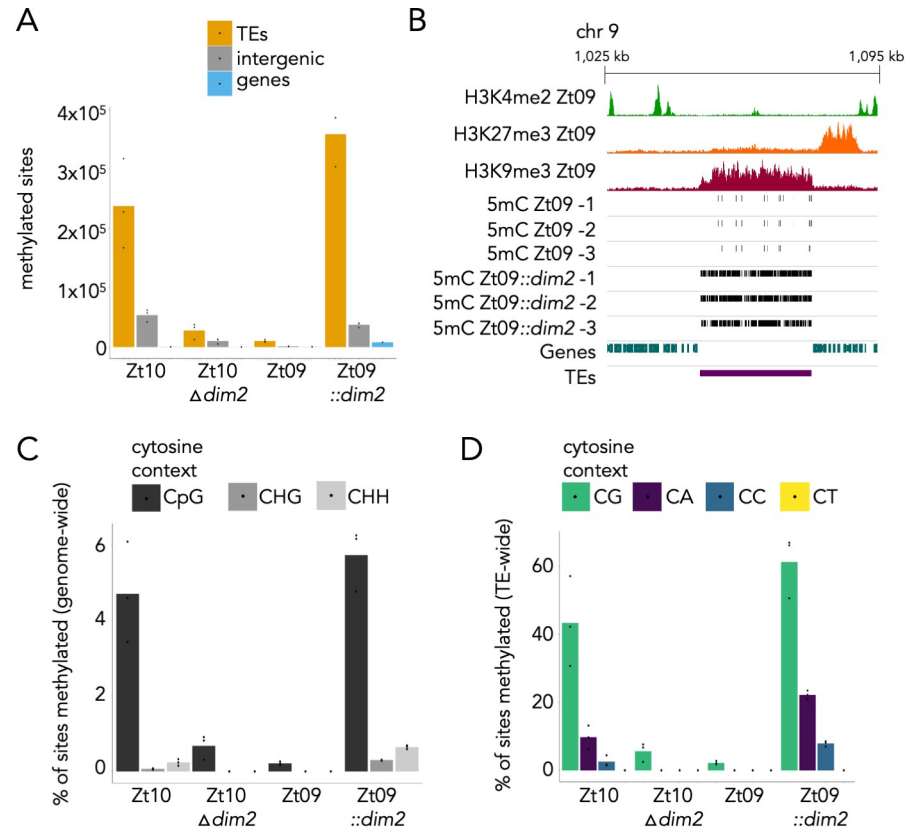 A
TEs
intergenic
genes
methylated sites
4x10⁵
3x10⁵
2x10⁵
1x10⁵
0
Zt10
Zt10
Δdim2
Zt09
Zt09
::dim2
B
chr 9
1,025 kb
1,095 kb
H3K4me2 Zt09
H3K27me3 Zt09
H3K9me3 Zt09
5mC Zt09 -1
5mC Zt09 -2
5mC Zt09 -3
5mC Zt09::dim2 -1
5mC Zt09::dim2 -2
5mC Zt09::dim2 -3
Genes
TEs
C
cytosine
context
CpG
CHG
CHH
% of sites methylated (genome-wide)
6
4
2
0
Zt10
Zt10
Δdim2
Zt09
Zt09
::dim2
D
cytosine
context
CG
CA
CC
CT
% of sites methylated (TE-wide)
60
40
20
0
Zt10
Zt10
Δdim2
Zt09
Zt09
::dim2